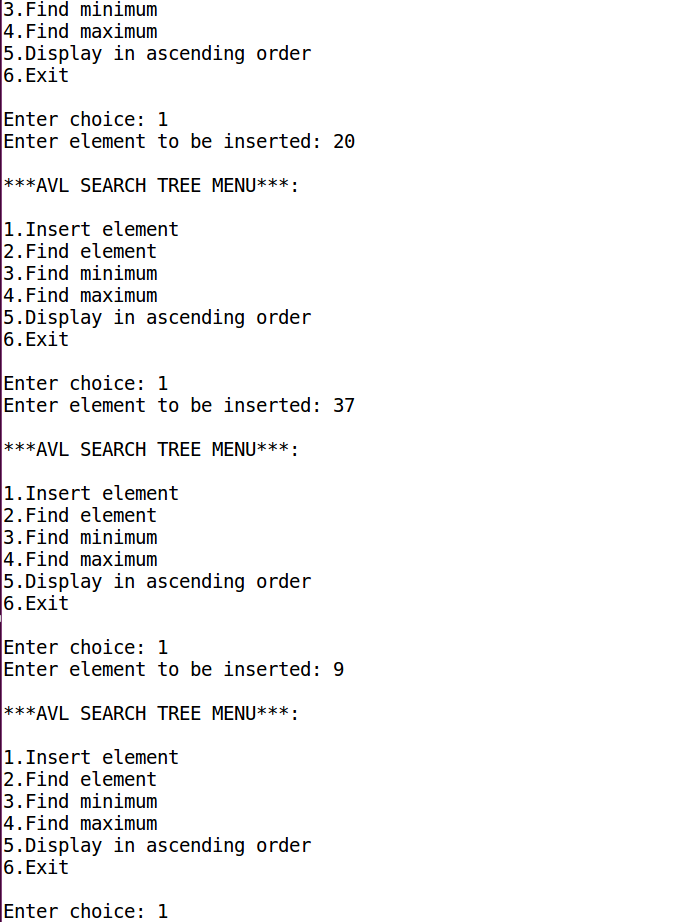 3.Find minimum
4.Find maximum
5.Display in ascending order
6.Exit
Enter choice: 1
Enter element to be inserted: 20
***AVL SEARCH TREE MENU***:
1.Insert element
2.Find element
3.Find minimum
4.Find maximum
5.Display in ascending order
6.Exit
Enter choice: 1
Enter element to be inserted: 37
***AVL SEARCH TREE MENU***:
1.Insert element
2.Find element
3.Find minimum
4.Find maximum
5.Display in ascending order
6.Exit
Enter choice: 1
Enter element to be inserted: 9
***AVL SEARCH TREE MENU***:
1.Insert element
2.Find element
3.Find minimum
4.Find maximum
5.Display in ascending order
6.Exit
Enter choice: 1